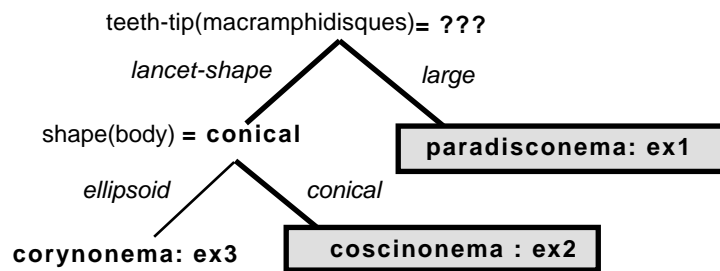 teeth-tip(macramphidisques)= ???
lancet-shape
large
shape(body) = conical
paradisconema: ex1
ellipsoid
conical
corynonema: ex3
coscinonema : ex2